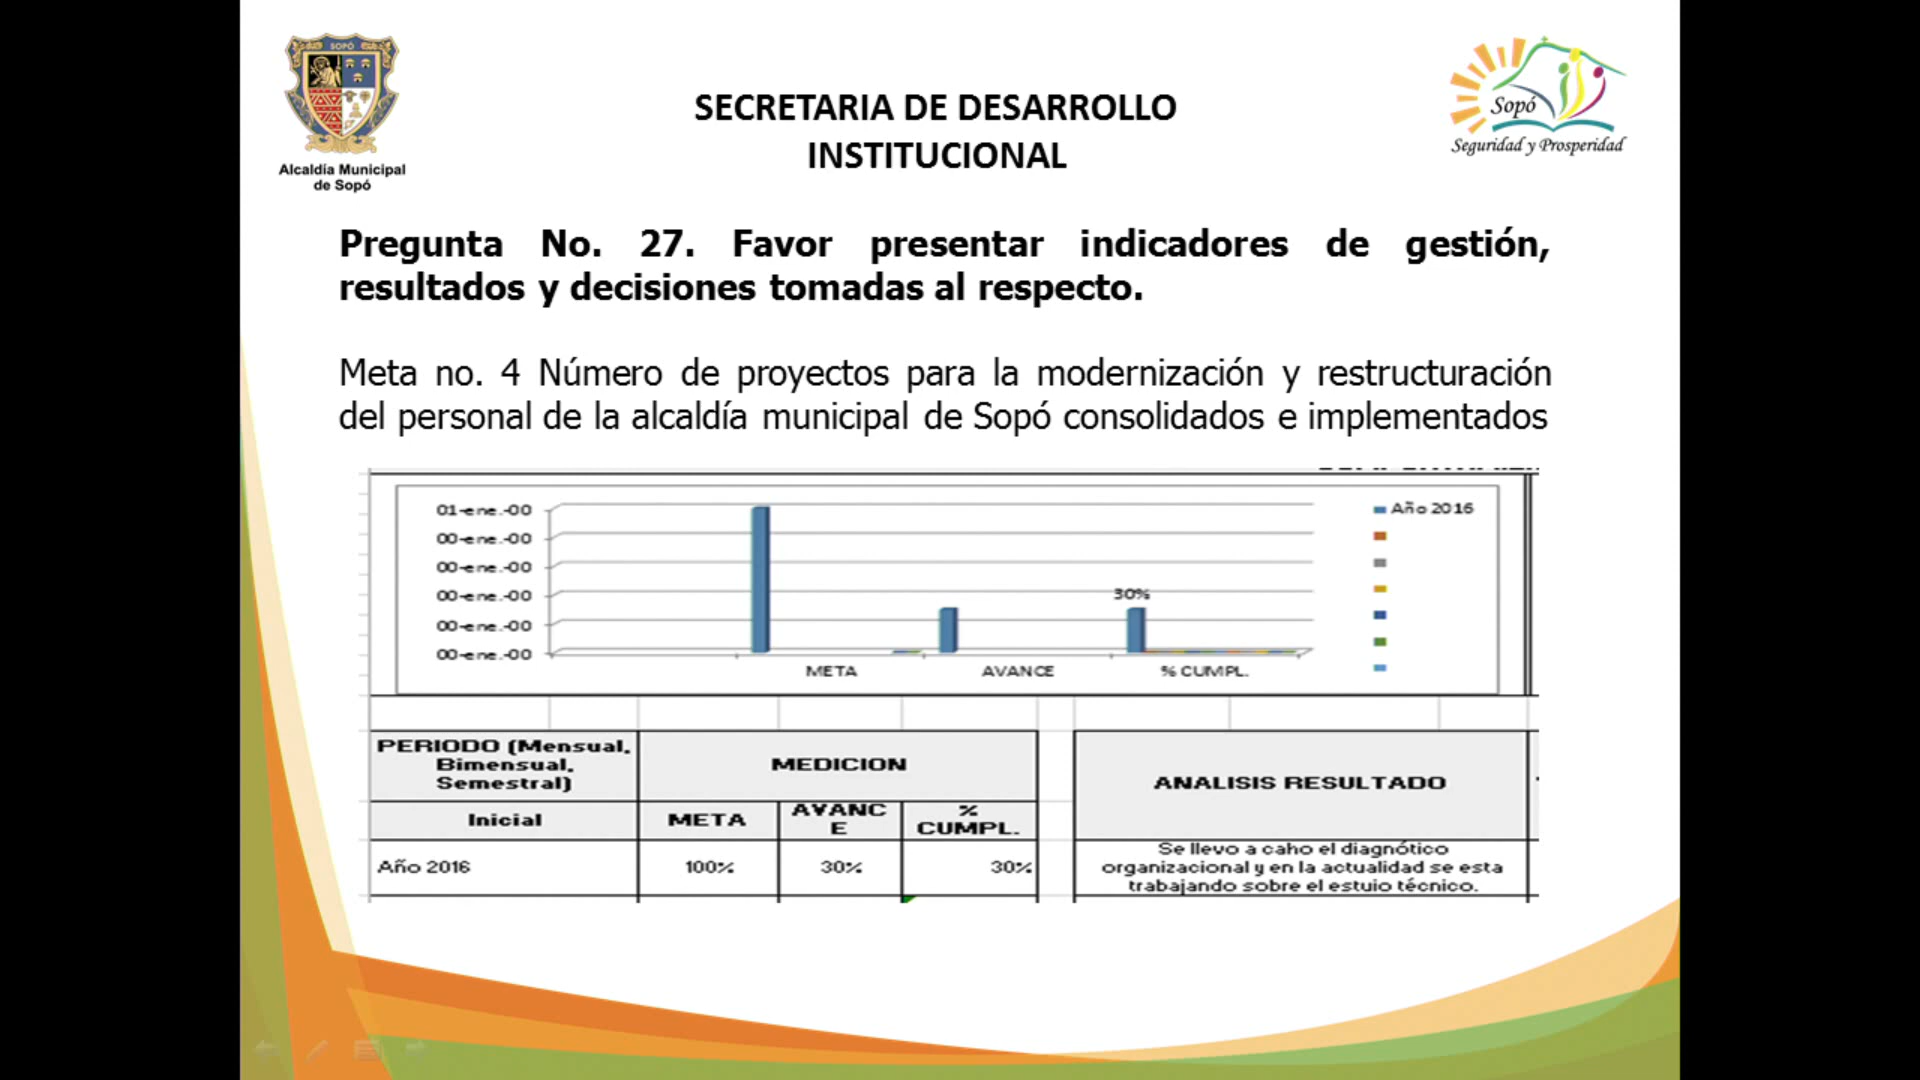 SOPÓ
Alcaldía Municipal
de Sopó
SECRETARIA DE DESARROLLO
INSTITUCIONAL
Sopó
Seguridad y Prosperidad
Pregunta No. 27. Favor presentar indicadores de gestión,
resultados y decisiones tomadas al respecto.
Meta no. 4 Número de proyectos para la modernización y restructuración
del personal de la alcaldía municipal de Sopó consolidados e implementados
01-ene.-00
00-ene.-00
00-ene.-00
00-ene.-00
00-ene.-00
00-ene.-00
30%
META
AVANCE
% CUMPL.
Año 2016
PERIODO (Mensual,
Bimensual,
Semestral)
MEDICION
ANALISIS RESULTADO
Inicial
META
AVANC
E
%
CUMPL.
Año 2016
100%
30%
30%
Se llevo a caho el diagnótico
organizacional y en la actualidad se esta
trabajando sobre el estuio técnico.